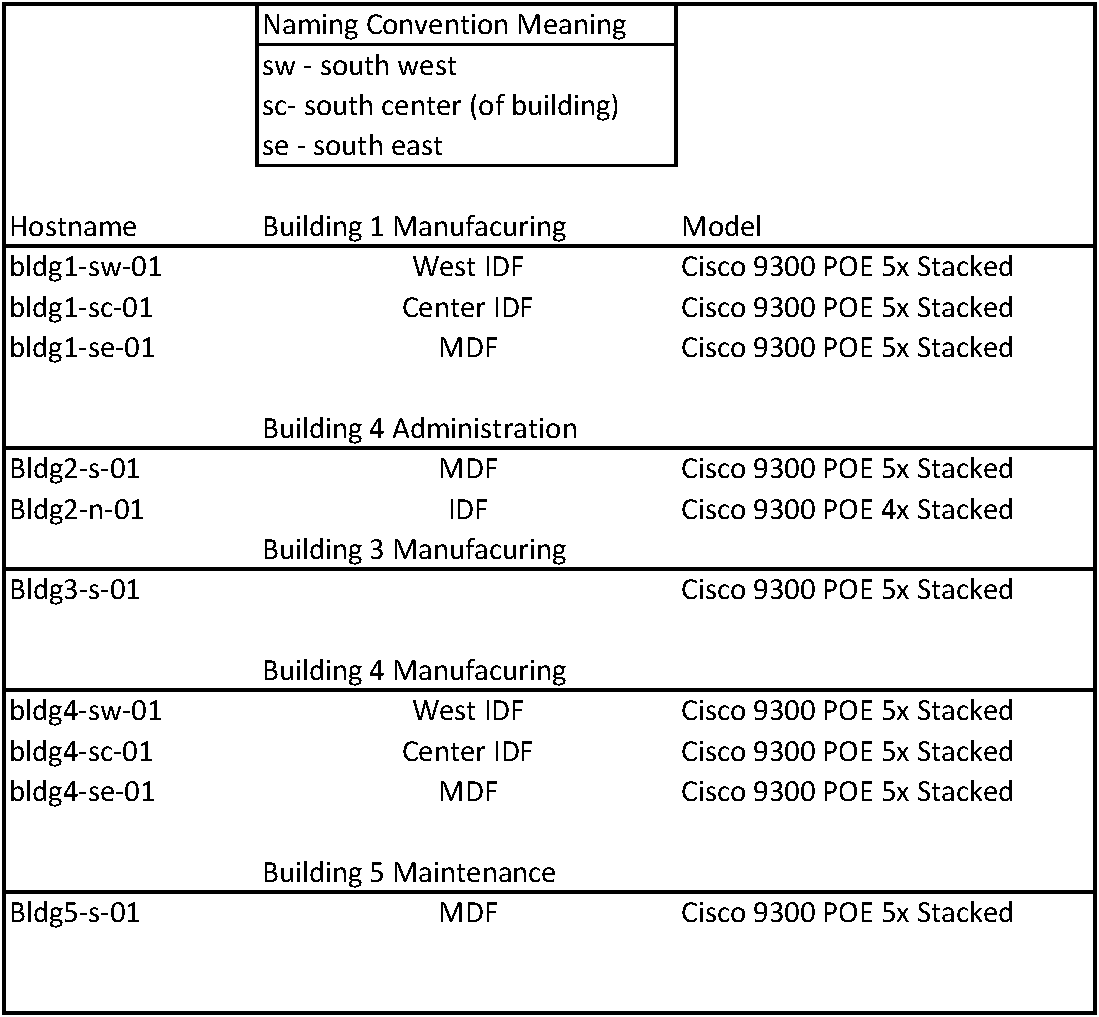 Naming Convention Meaning
sw - south west
sc- south center (of building)
se - south east
Hostname Building 1 Manufacuring Model
bldg1-sw-01 West IDF Cisco 9300 POE 5x Stacked
bldg1-sc-01 Center IDF Cisco 9300 POE 5x Stacked
bldg1-se-01 MDF Cisco 9300 POE 5x Stacked
Building 4 Administration
Bldg2-s-01 MDF Cisco 9300 POE 5x Stacked
Bldg2-n-01 IDF Cisco 9300 POE 4x Stacked
Building 3 Manufacuring
Bldg3-s-01 Cisco 9300 POE 5x Stacked
Building 4 Manufacuring
bldg4-sw-01 West IDF Cisco 9300 POE 5x Stacked
bldg4-sc-01 Center IDF Cisco 9300 POE 5x Stacked
bldg4-se-01 MDF Cisco 9300 POE 5x Stacked
Building 5 Maintenance
Bldg5-s-01 MDF Cisco 9300 POE 5x Stacked